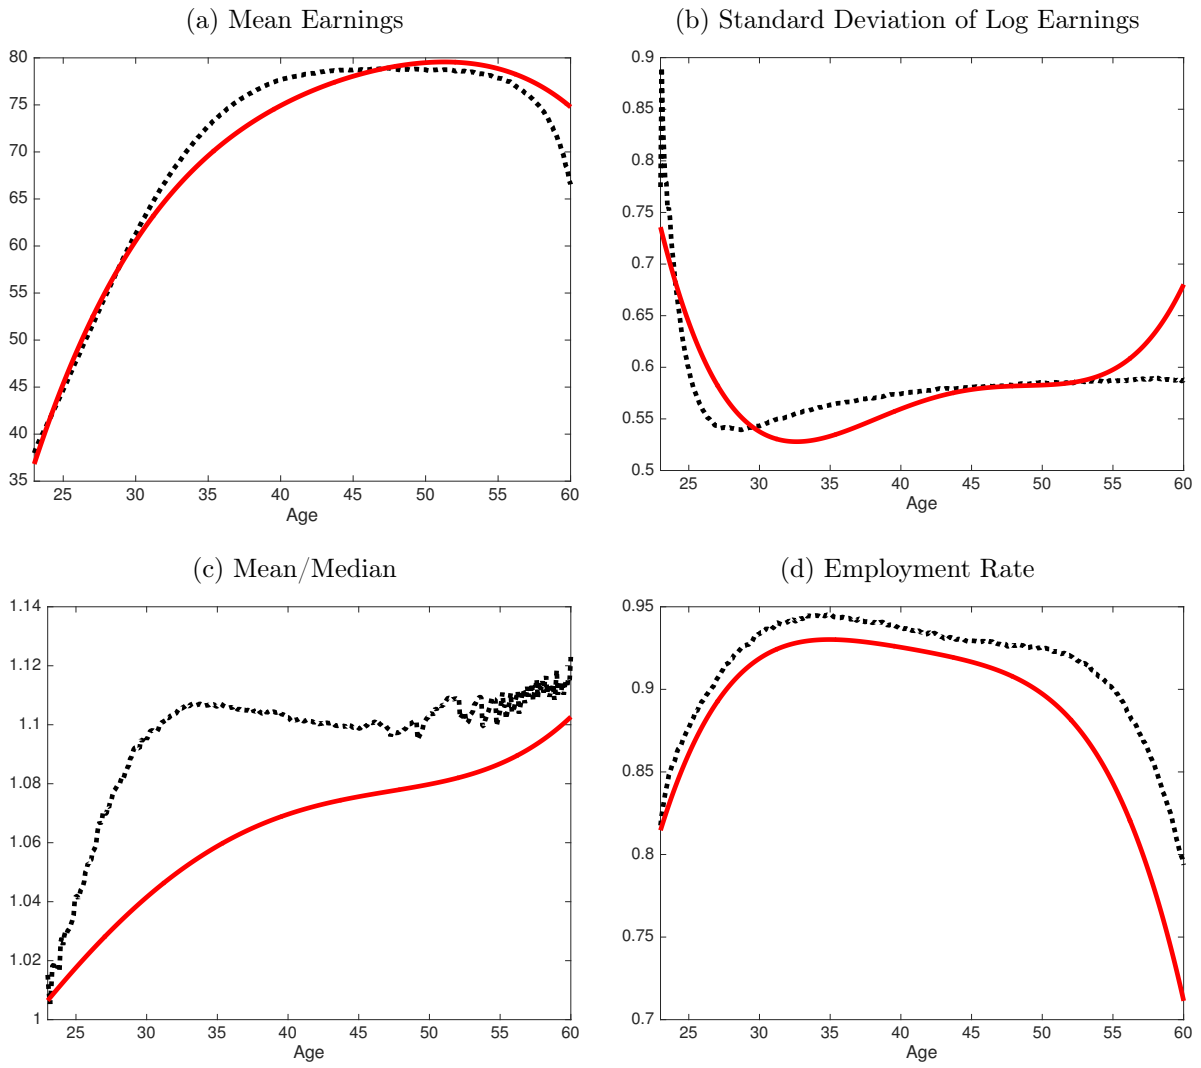 (a) Mean Earnings
80
75
70
65
60
55
50
45
40
35
25 30 35 40 45 50 55 60
Age
(b) Standard Deviation of Log Earnings
0.9
0.85
0.8
0.75
0.7
0.65
0.6
0.55
0.5
25 30 35 40 45 50 55 60
Age
(c) Mean/Median
1.14
1.12
1.1
1.08
1.06
1.04
1.02
1
25 30 35 40 45 50 55 60
Age
(d) Employment Rate
0.95
0.9
0.85
0.8
0.75
0.7
25 30 35 40 45 50 55 60
Age